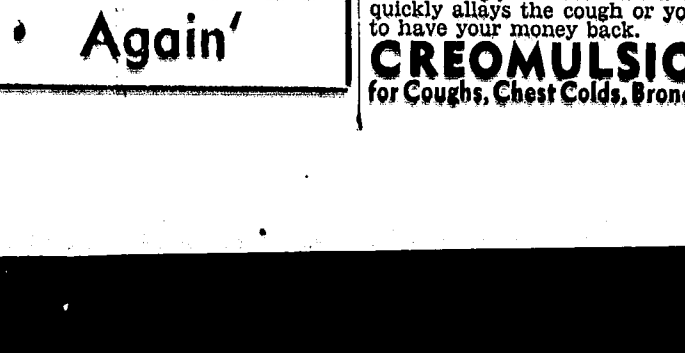 Again'
quickly allays the cough or yo
to have your money back.
CREOMULSIO
for Coughs, Chest Colds, Bron